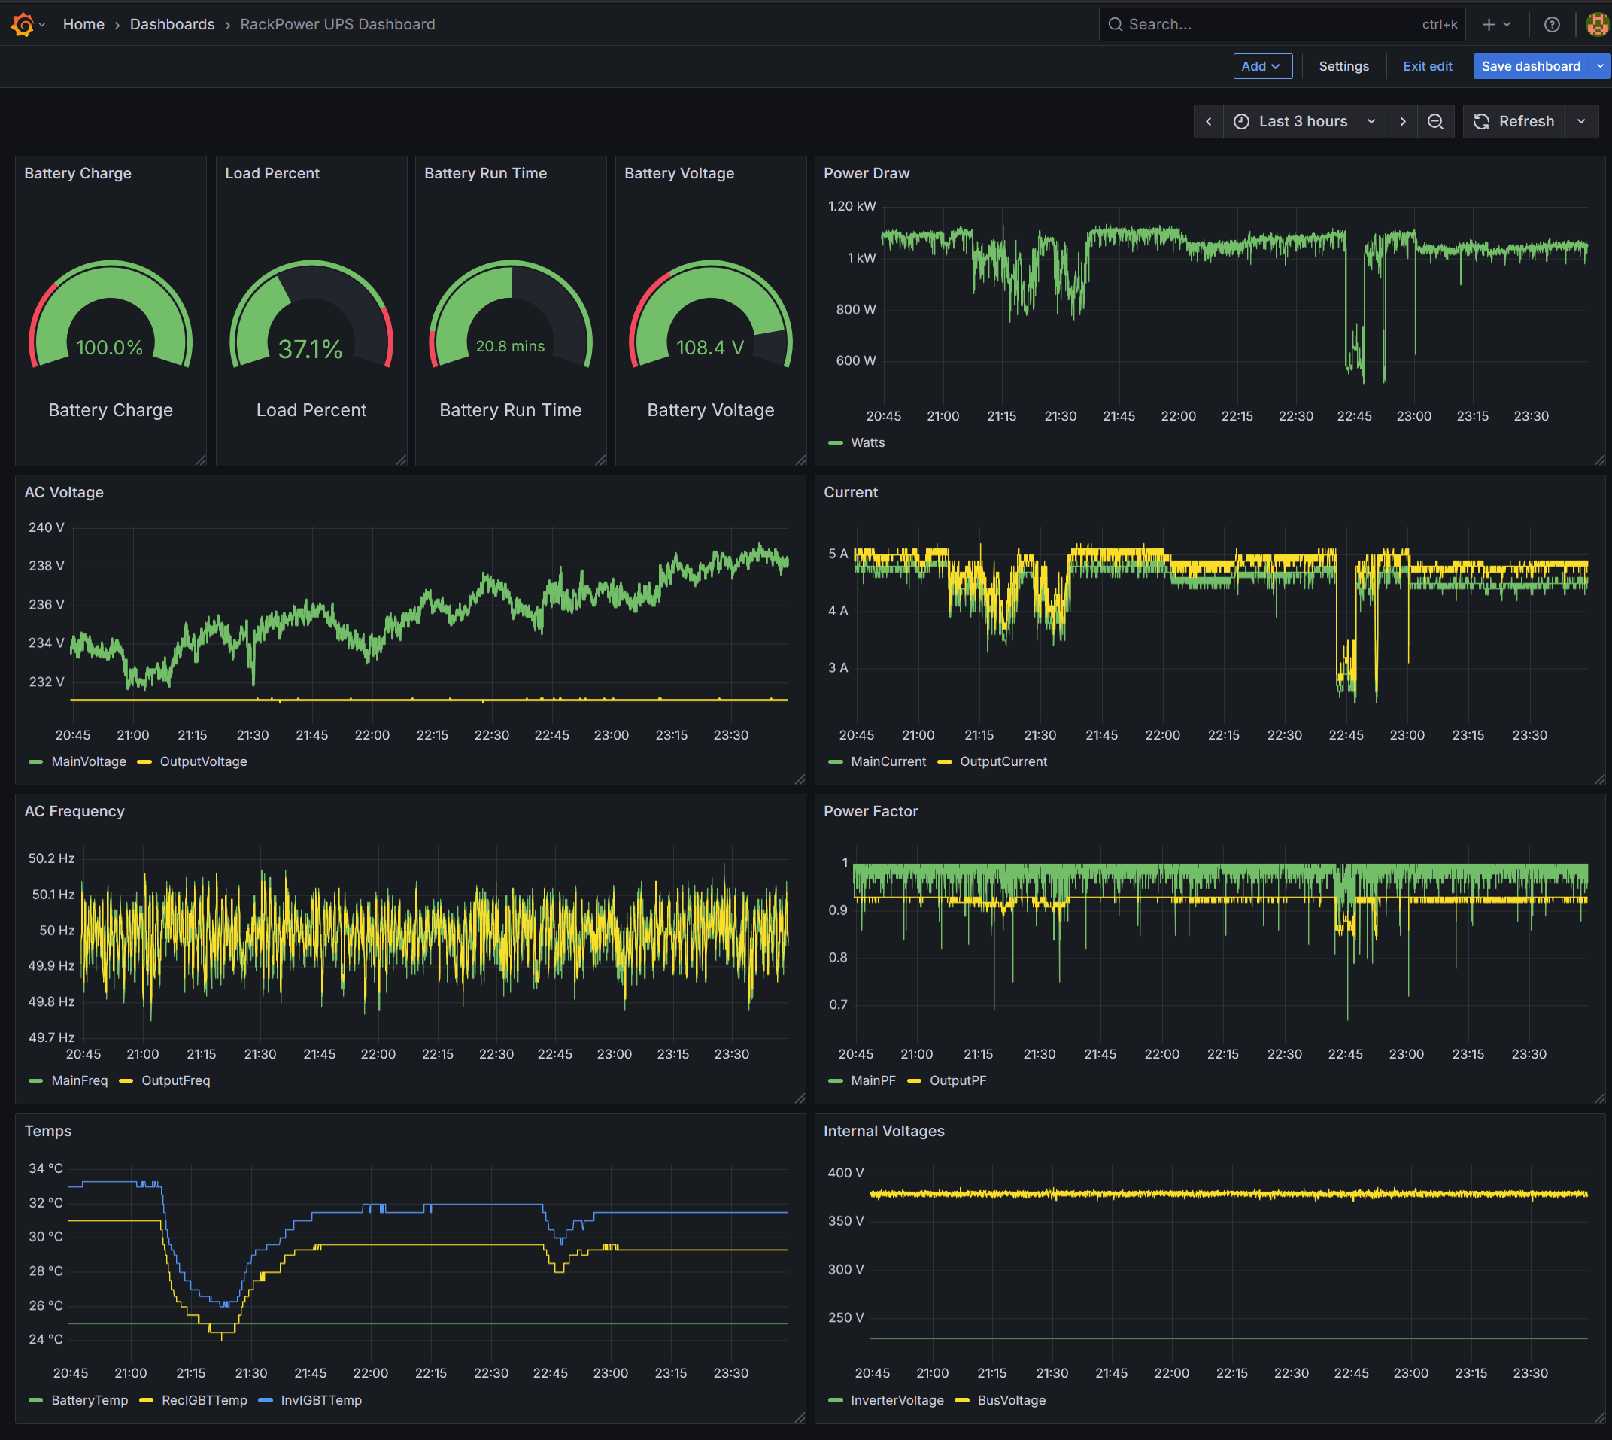 Home › Dashboards › RackPower UPS Dashboard
Search... ctrl+k
Add Settings Exit edit Save dashboard
Last 3 hours Refresh
Battery Charge
100.0%
Battery Charge
Load Percent
37.1%
Load Percent
Battery Run Time
20.8 mins
Battery Run Time
Battery Voltage
108.4 V
Battery Voltage
Power Draw
1.20 kW
1 kW
800 W
600 W
20:45 21:00 21:15 21:30 21:45 22:00 22:15 22:30 22:45 23:00 23:15 23:30
Watts
AC Voltage
240 V
238 V
236 V
234 V
232 V
20:45 21:00 21:15 21:30 21:45 22:00 22:15 22:30 22:45 23:00 23:15 23:30
MainVoltage OutputVoltage
Current
5 A
4 A
3 A
20:45 21:00 21:15 21:30 21:45 22:00 22:15 22:30 22:45 23:00 23:15 23:30
MainCurrent OutputCurrent
AC Frequency
50.2 Hz
50.1 Hz
50 Hz
49.9 Hz
49.8 Hz
49.7 Hz
20:45 21:00 21:15 21:30 21:45 22:00 22:15 22:30 22:45 23:00 23:15 23:30
MainFreq OutputFreq
Power Factor
1
0.9
0.8
0.7
20:45 21:00 21:15 21:30 21:45 22:00 22:15 22:30 22:45 23:00 23:15 23:30
MainPF OutputPF
Temps
34 °C
32 °C
30 °C
28 °C
26 °C
24 °C
20:45 21:00 21:15 21:30 21:45 22:00 22:15 22:30 22:45 23:00 23:15 23:30
BatteryTemp RecIGBTTemp InvIGBTTemp
Internal Voltages
400 V
350 V
300 V
250 V
20:45 21:00 21:15 21:30 21:45 22:00 22:15 22:30 22:45 23:00 23:15 23:30
InverterVoltage BusVoltage